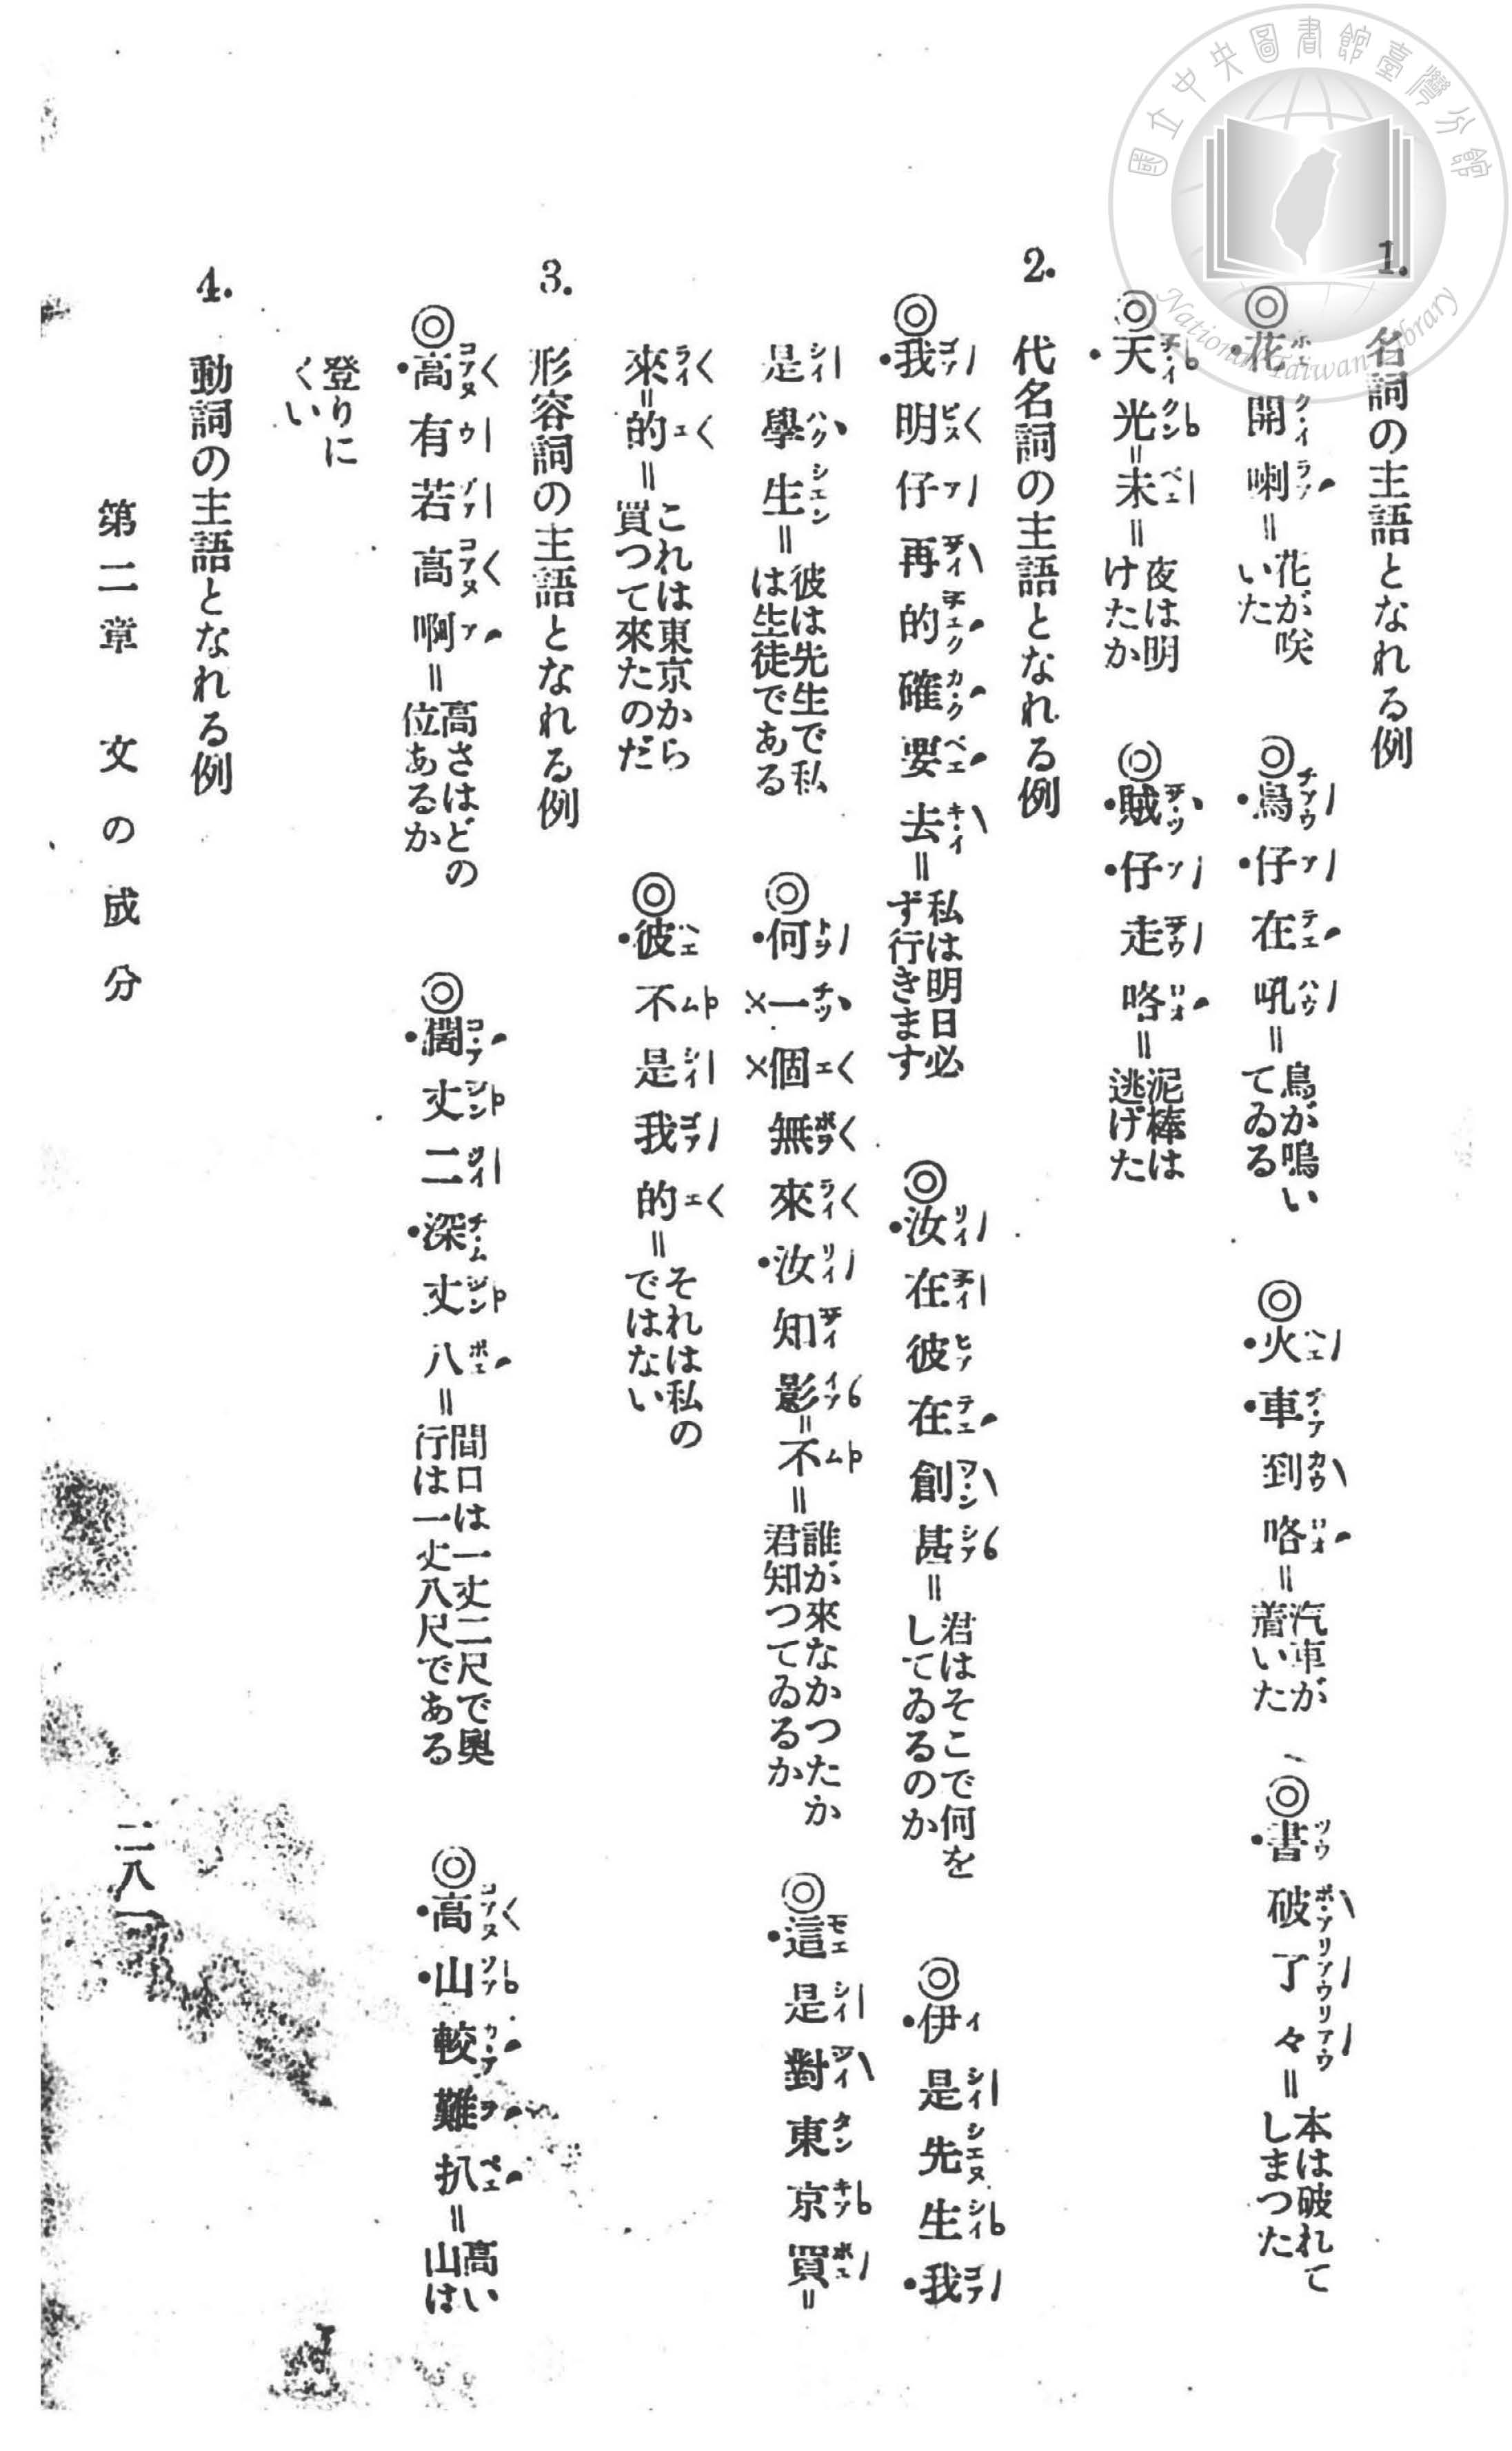 國立中央圖書館臺灣分館
National Taiwan Library
1. 名詞の主語となれる例
◎花開喇＝花が咲いた ◎鳥仔在吼＝鳥が鳴いてゐる ◎火車到咯＝汽車が着いた ◎書破了々＝本は破れてしまつた
◎天光＝未＝夜は明けたか ◎賊仔走咯＝泥棒は逃げた
2. 代名詞の主語となれる例
◎我明仔再的確要去＝私は明日必ず行きます ◎汝在彼在創甚＝君はそこで何をしてゐるのか ◎伊是先生我
是學生＝彼は先生で私は生徒である ◎何一個無來汝知影＝不＝誰が來なかつたか君知つてゐるか ◎這是對東京買＝
來＝的＝これは東京から買つて來たのだ ◎彼不是我的＝それは私のではない
3. 形容詞の主語となれる例
◎高有若高啊＝高さはどの位あるか ◎闊丈二深丈八＝間口は一丈二尺で奥行は一丈八尺である ◎高山較難扒＝高い山は
登りにくい
4. 動詞の主語となれる例
第二章 文の成分 二八一